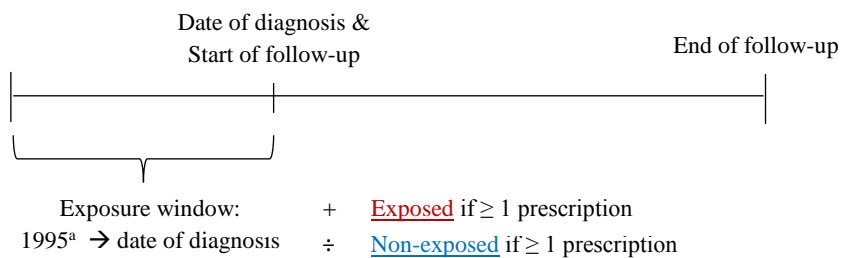 Date of diagnosis &
Start of follow-up
End of follow-up
Exposure window:
1995ᵃ → date of diagnosis
+ Exposed if ≥ 1 prescription
÷ Non-exposed if ≥ 1 prescription